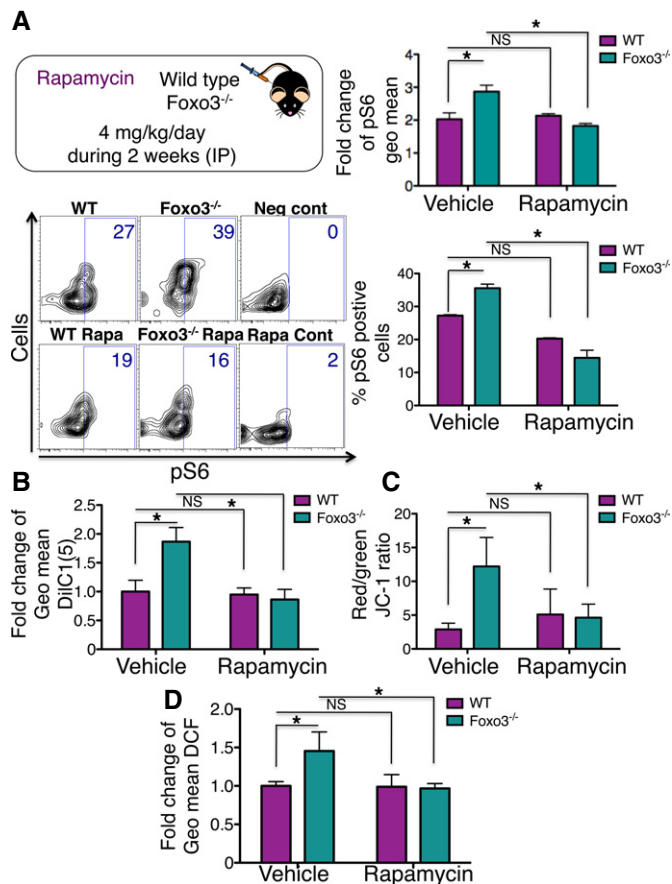 A
Rapamycin
Wild type
Foxo3-/-
4 mg/kg/day
during 2 weeks (IP)
Fold change
of pS6
geo mean
4
3
2
1
0
*
NS
*
WT
Foxo3-/-
Vehicle
Rapamycin
WT
Foxo3-/-
Neg cont
27
39
0
WT Rapa
Foxo3-/- Rapa
Rapa Cont
19
16
2
Cells
pS6
% pS6 postive
cells
40
30
20
10
0
*
NS
*
WT
Foxo3-/-
Vehicle
Rapamycin
B
Fold change of
Geo mean
DilC1(5)
2.5
2.0
1.5
1.0
0.5
0
*
NS
*
WT
Foxo3-/-
Vehicle
Rapamycin
C
Red/green
JC-1 ratio
20
15
10
5
0
*
NS
*
WT
Foxo3-/-
Vehicle
Rapamycin
D
Fold change of
Geo mean DCF
2.0
1.5
1.0
0.5
0
*
NS
*
WT
Foxo3-/-
Vehicle
Rapamycin